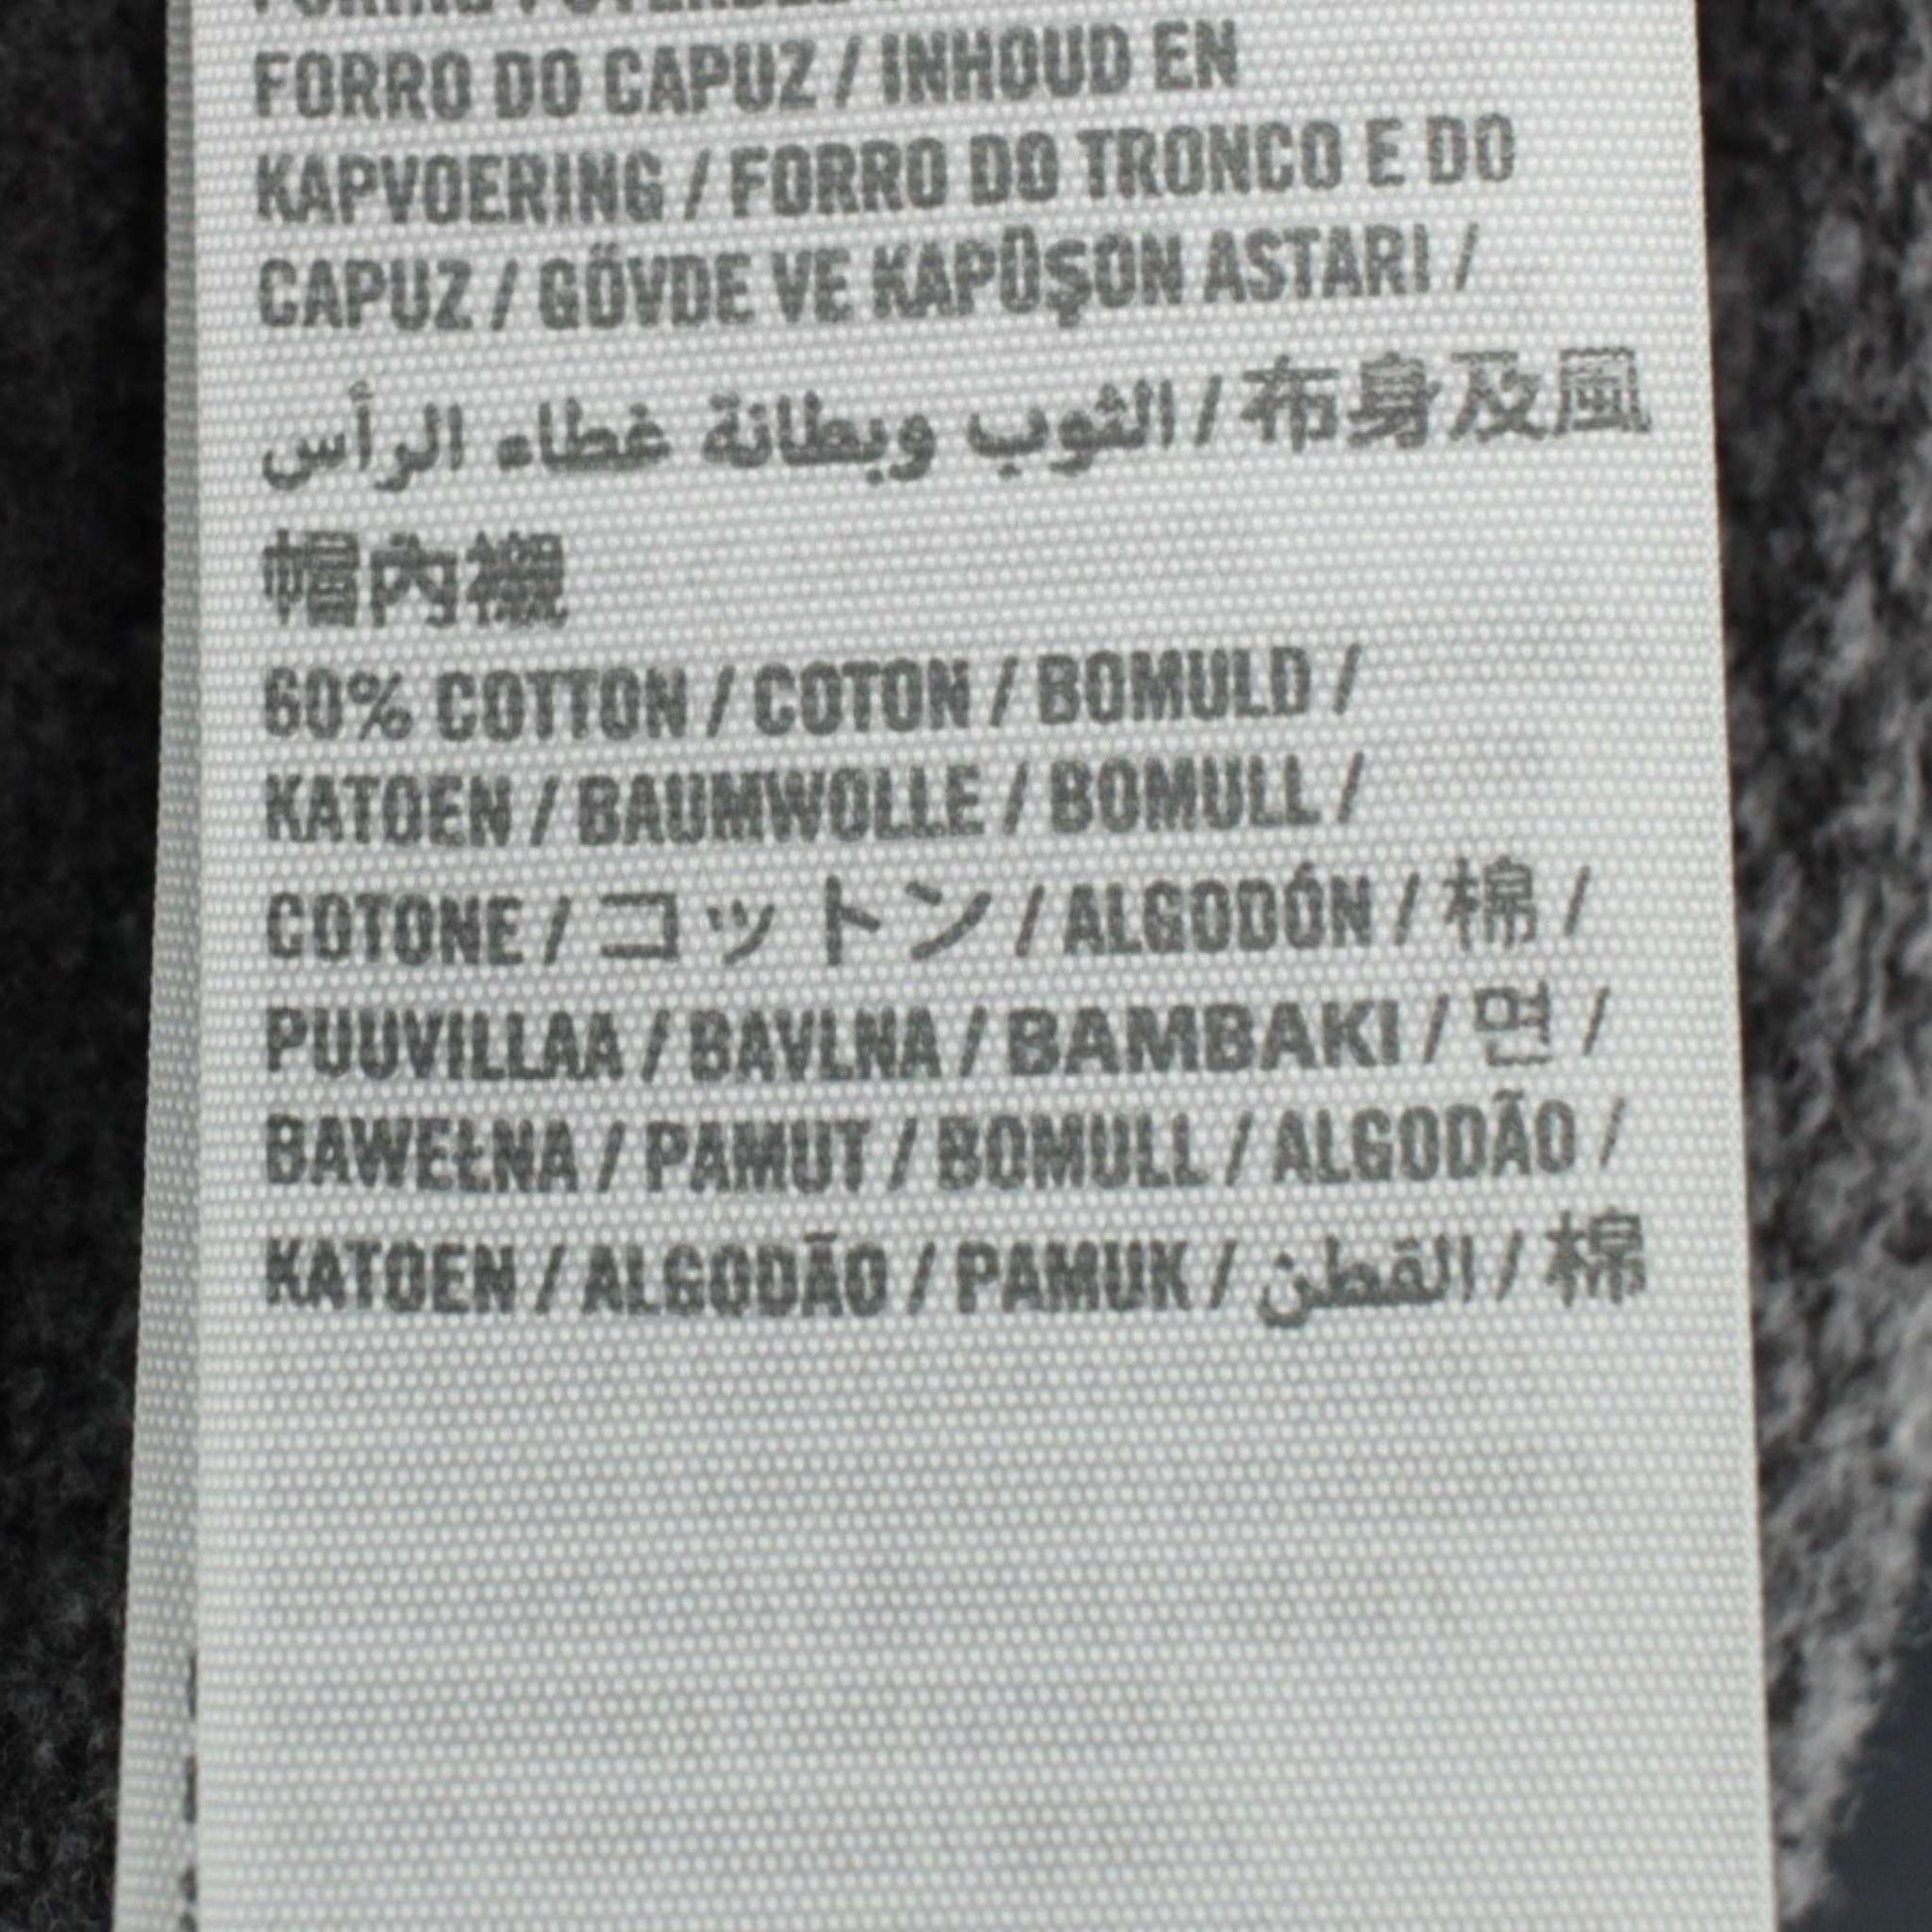 FORRO DO CAPUZ / INHOUD EN
KAPVOERING / FORRO DO TRONCO E DO
CAPUZ / GÖVDE VE KAPÜŞON ASTARI /
الثوب وبطانة غطاء الرأس / 布身及風
帽內襯
60% COTTON / COTON / BOMULD /
KATOEN / BAUMWOLLE / BOMULL /
COTONE / コットン / ALGODÓN / 棉 /
PUUVILLAA / BAVLNA / BAMBAKI / 면 /
BAWEŁNA / PAMUT / BOMULL / ALGODÃO /
KATOEN / ALGODÃO / PAMUK / القطن / 棉